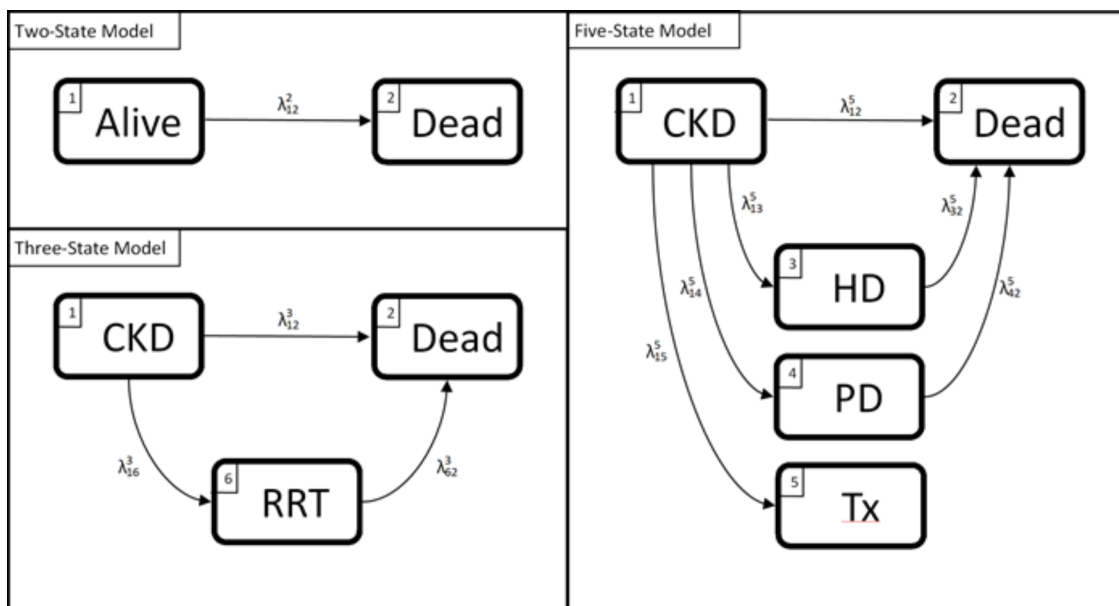 Two-State Model
1
Alive
λ²₁₂
2
Dead
Three-State Model
1
CKD
λ³₁₂
2
Dead
λ³₁₆
6
RRT
λ³₆₂
Five-State Model
1
CKD
λ⁵₁₂
2
Dead
λ⁵₁₃
λ⁵₃₂
3
HD
λ⁵₁₄
λ⁵₄₂
λ⁵₁₅
4
PD
5
Tx